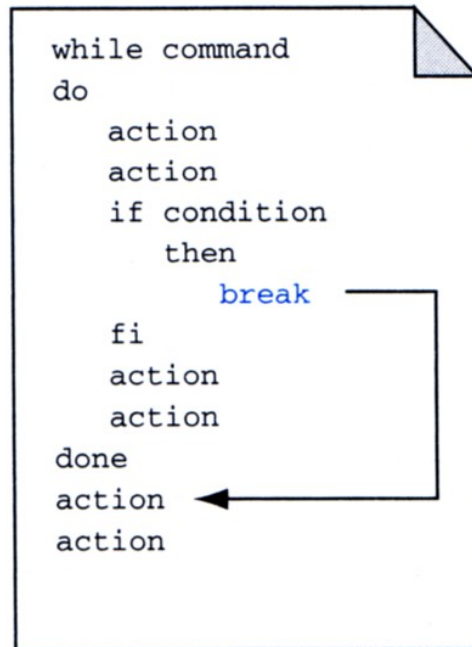 while command
do
action
action
if condition
then
break
fi
action
action
done
action
action